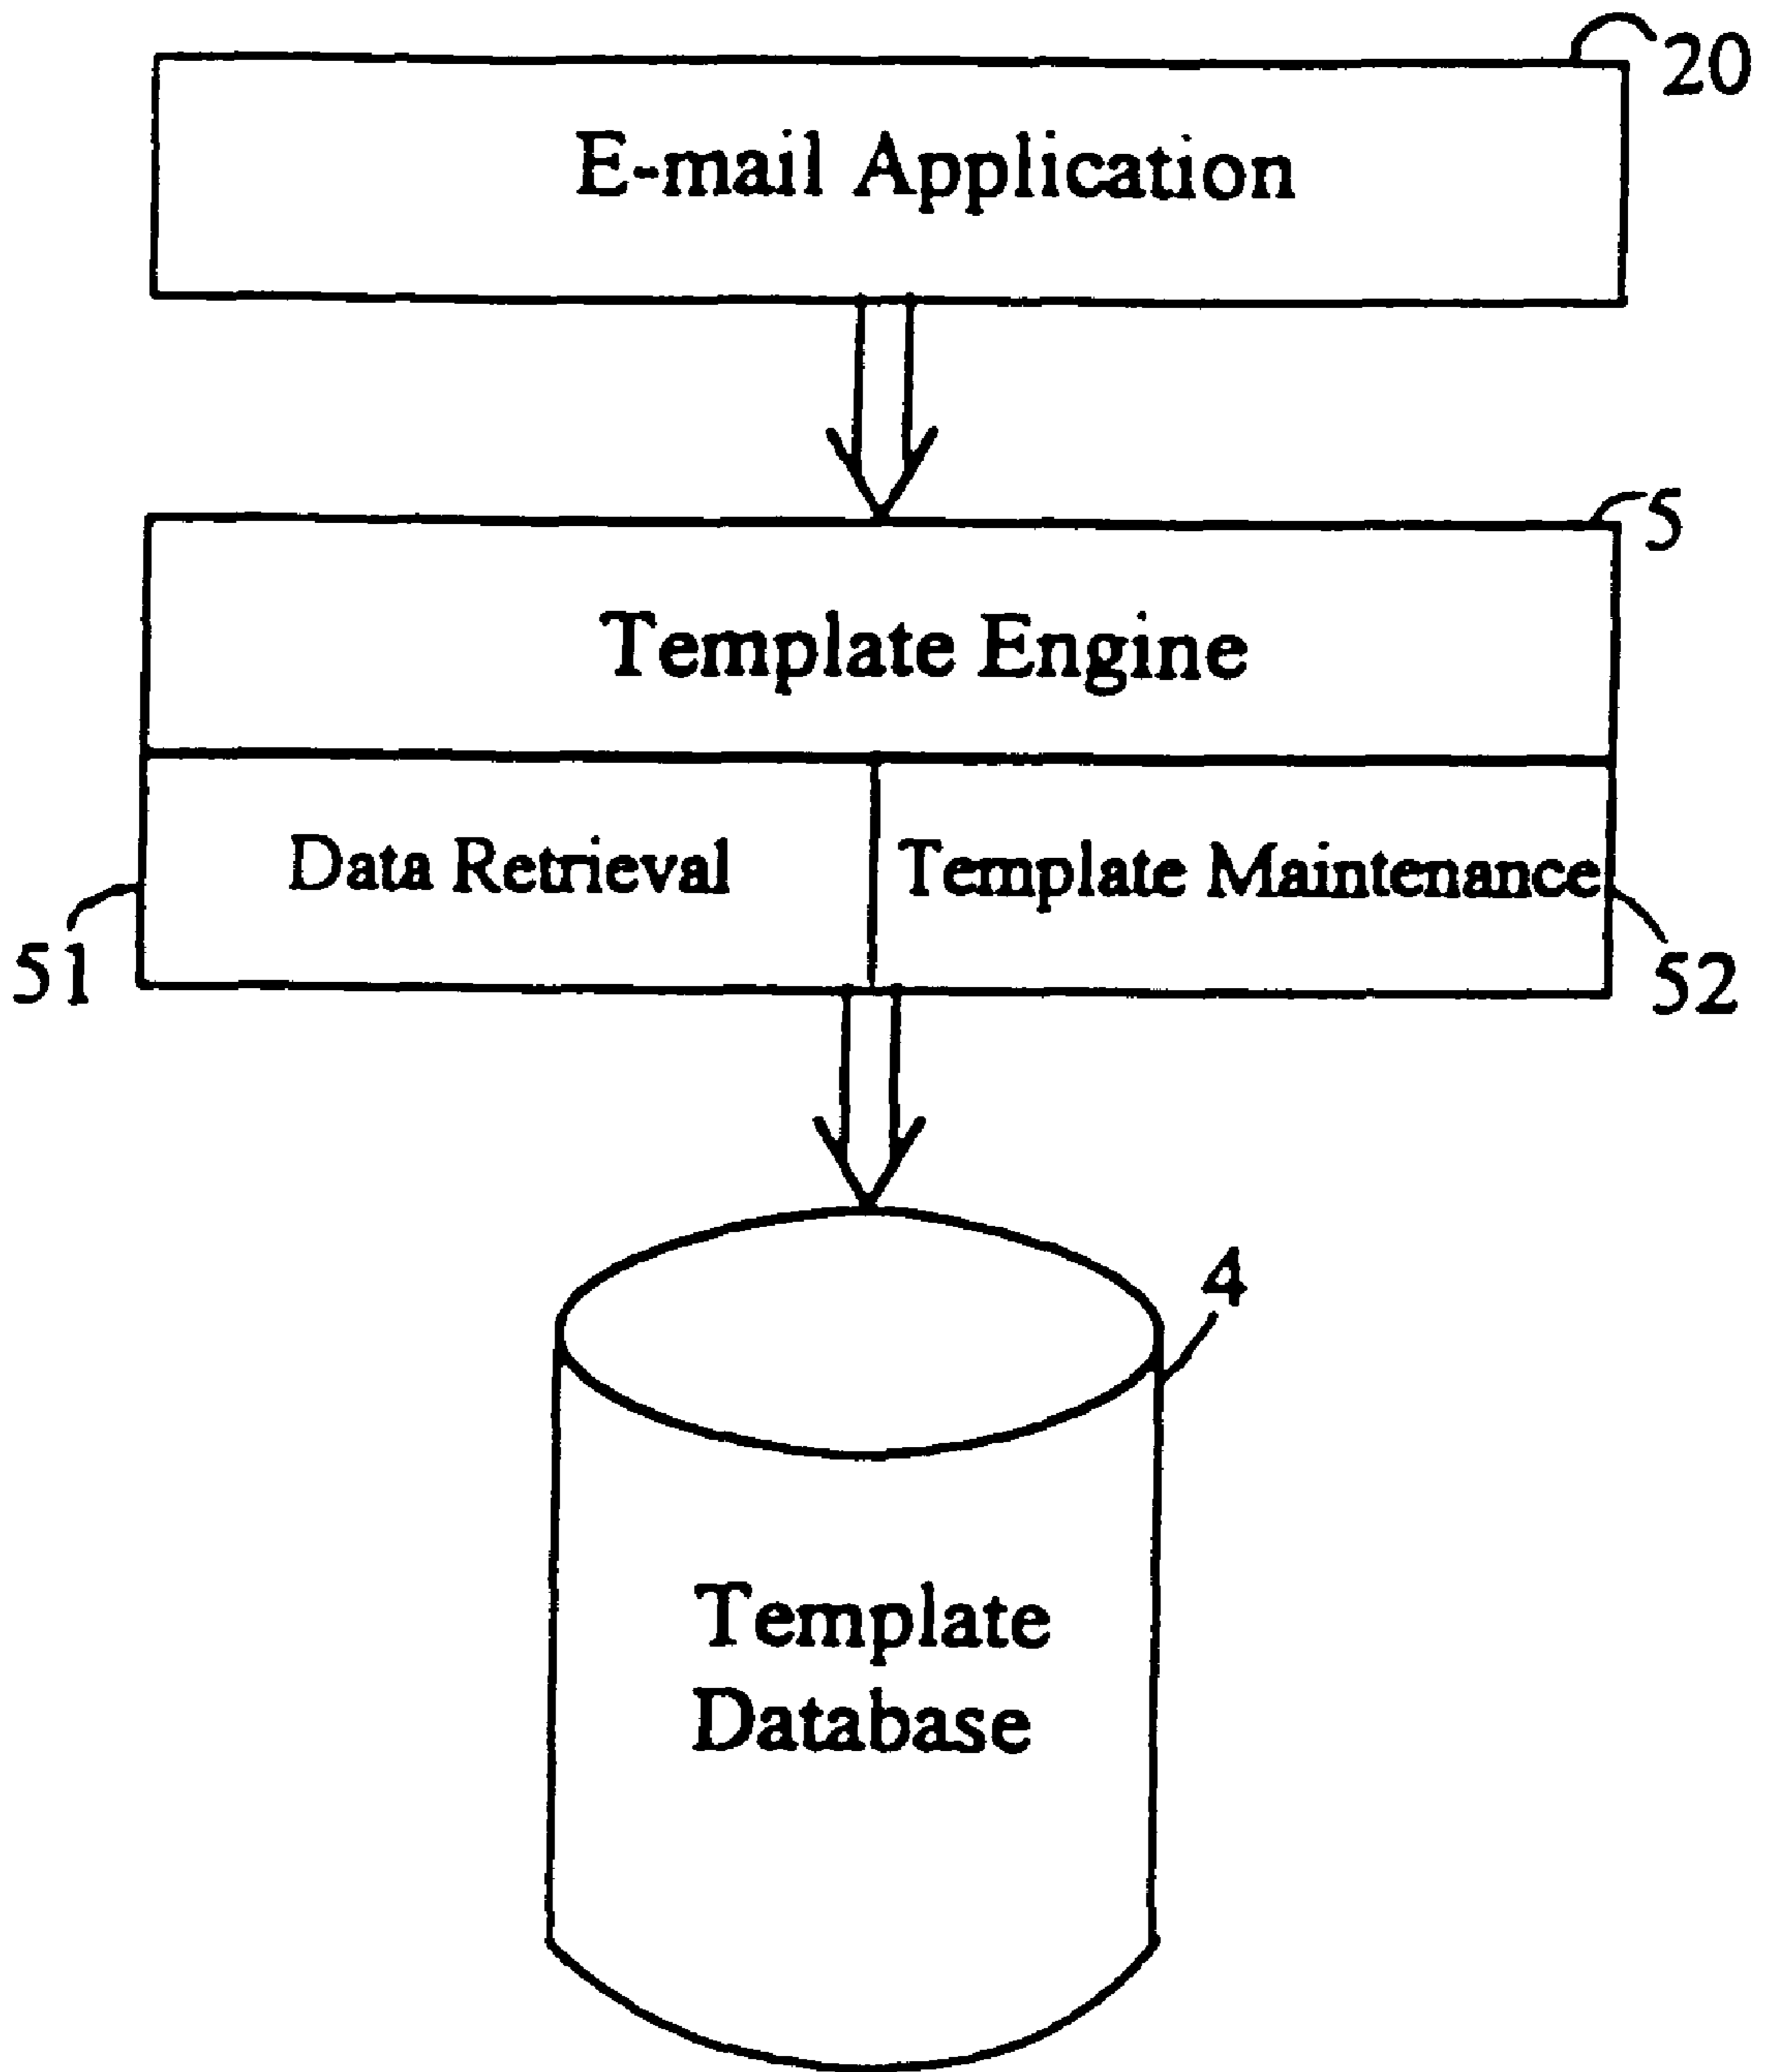 20
E-mail Application
5
Template Engine
Data Retrieval
Template Maintenance
51
52
4
Template
Database